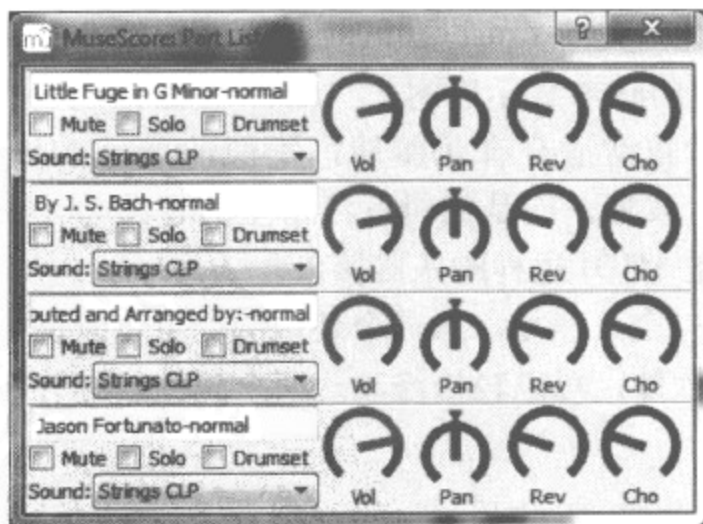 MuseScore: Part List
Little Fuge in G Minor-normal
Mute Solo Drumset
Sound: Strings CLP
Vol Pan Rev Cho
By J. S. Bach-normal
Mute Solo Drumset
Sound: Strings CLP
Vol Pan Rev Cho
outed and Arranged by:-normal
Mute Solo Drumset
Sound: Strings CLP
Vol Pan Rev Cho
Jason Fortunato-normal
Mute Solo Drumset
Sound: Strings CLP
Vol Pan Rev Cho